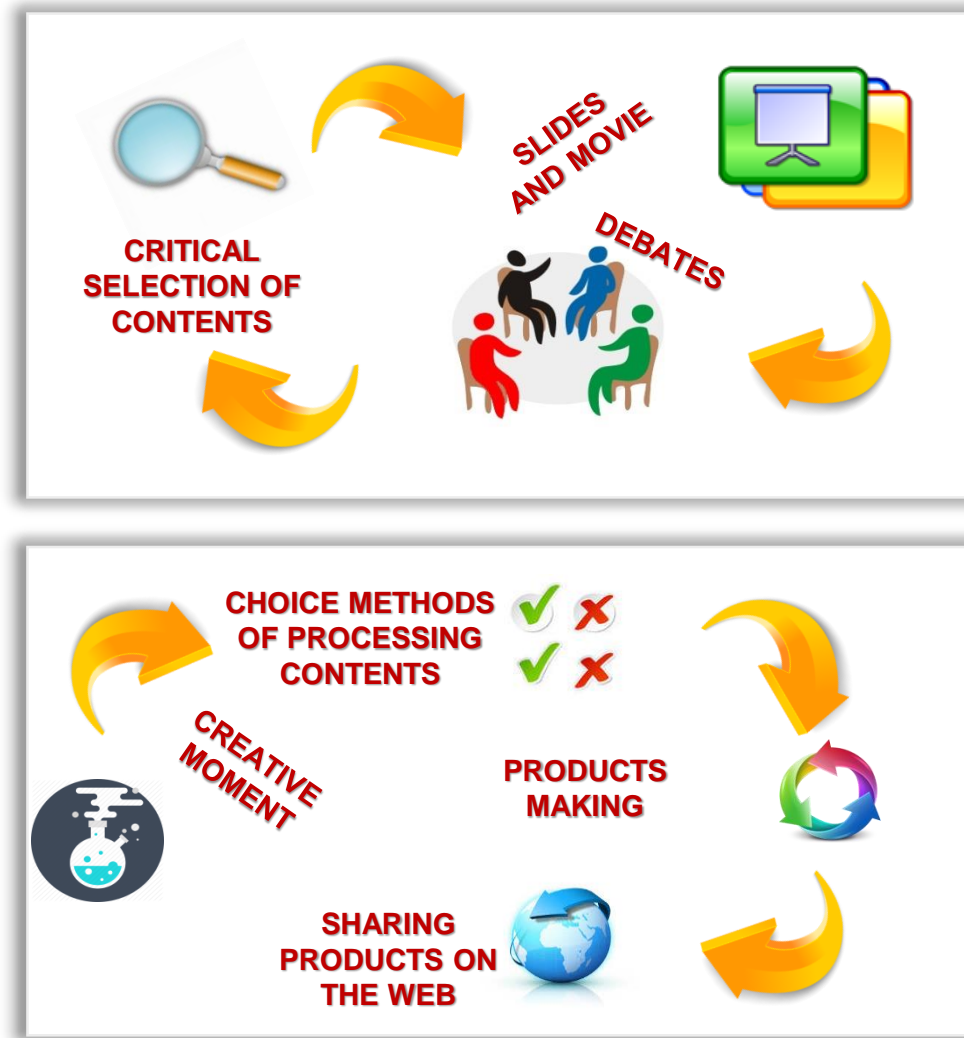 SLIDES
AND MOVIE
DEBATES
CRITICAL
SELECTION OF
CONTENTS
CHOICE METHODS
OF PROCESSING
CONTENTS
CREATIVE
MOMENT
PRODUCTS
MAKING
SHARING
PRODUCTS ON
THE WEB